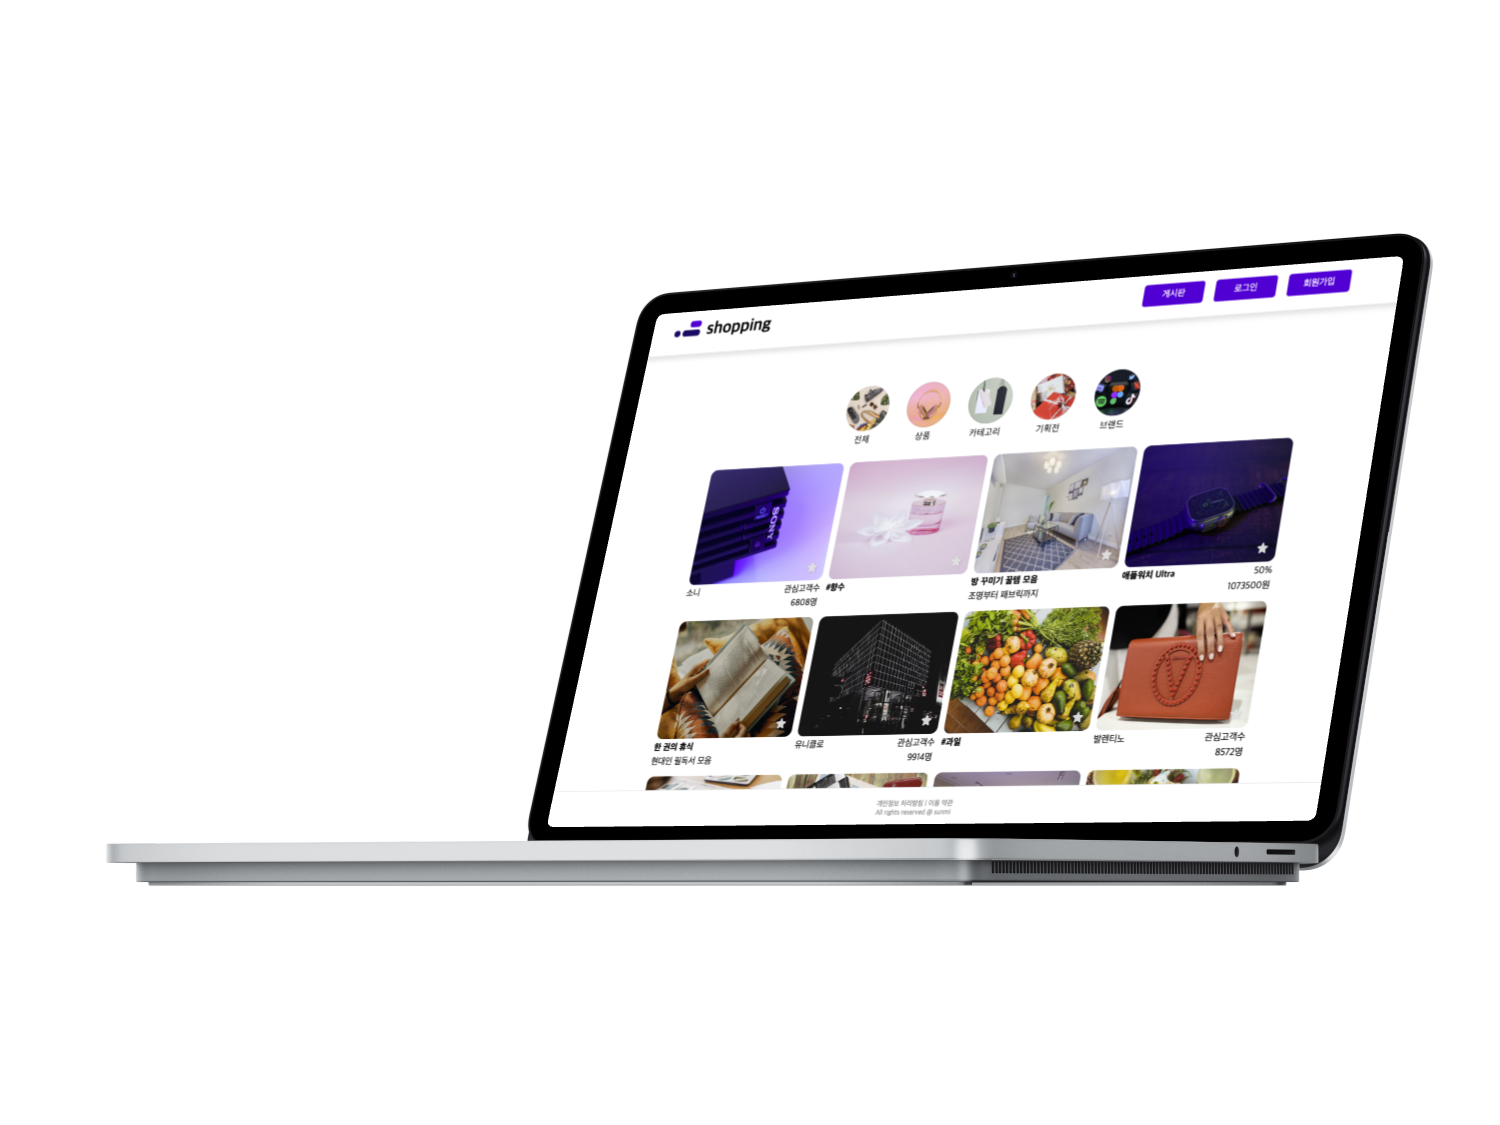 shopping
게시판
로그인
회원가입
전체
상품
카테고리
기획전
브랜드
SONY
소니
관심고객수
6808명
#향수
방 꾸미기 꿀템 모음
조명부터 패브릭까지
애플워치 Ultra
50%
1073500원
한 권의 휴식
현대인 필독서 모음
유니클로
관심고객수
9914명
#과일
발렌티노
관심고객수
8572명
개인정보 처리방침 | 이용 약관
All rights reserved @ sunmi